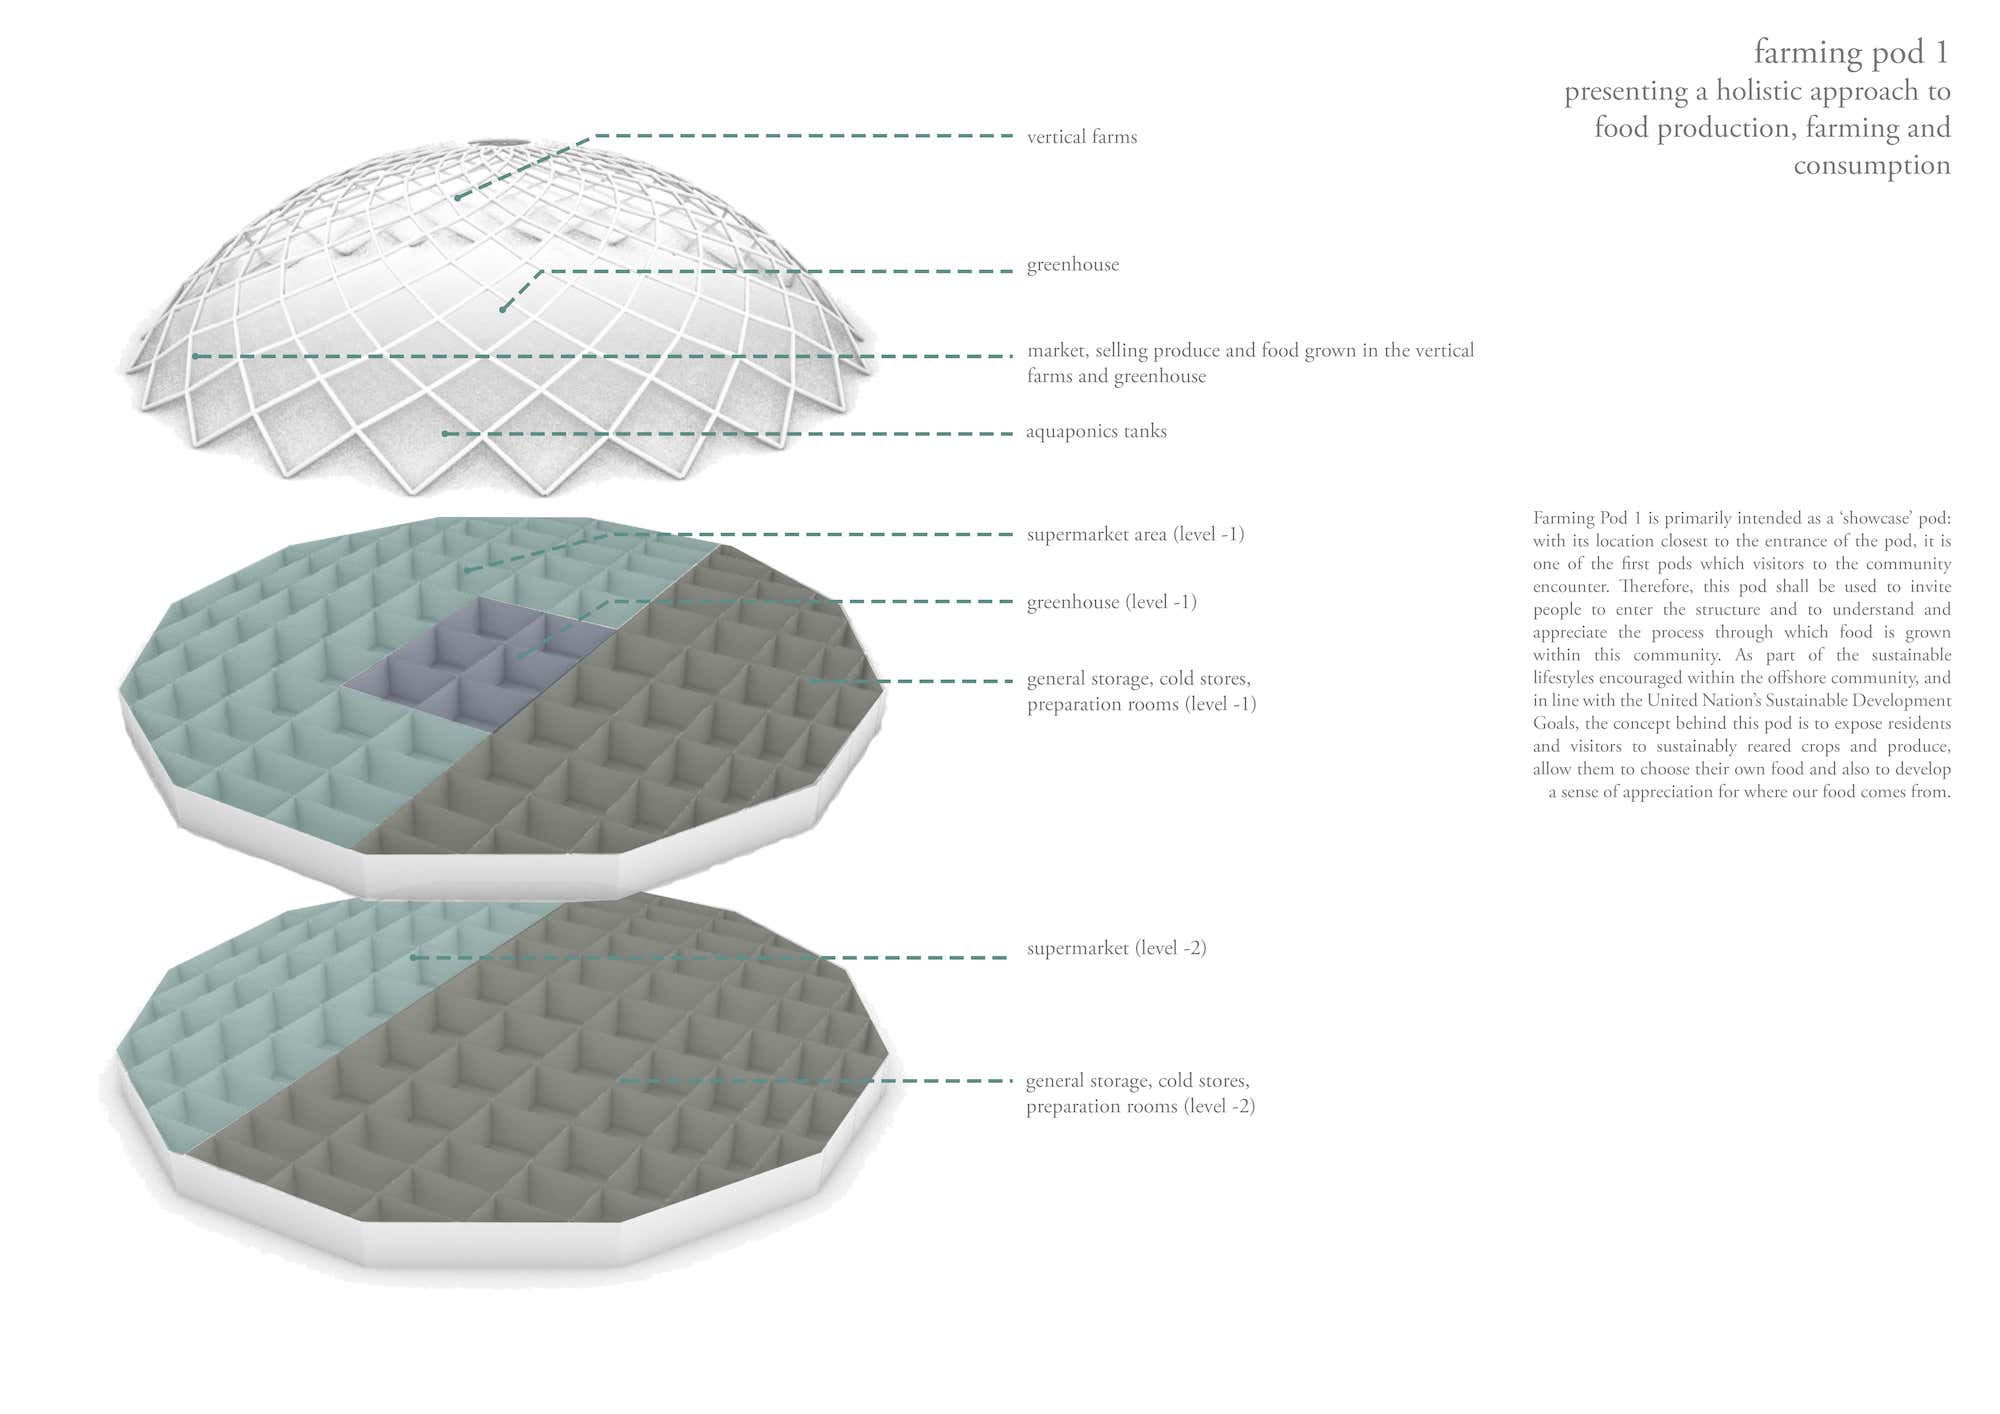 farming pod 1
presenting a holistic approach to
food production, farming and
consumption
vertical farms
greenhouse
market, selling produce and food grown in the vertical
farms and greenhouse
aquaponics tanks
supermarket area (level -1)
greenhouse (level -1)
general storage, cold stores,
preparation rooms (level -1)
supermarket (level -2)
general storage, cold stores,
preparation rooms (level -2)
Farming Pod 1 is primarily intended as a ‘showcase’ pod:
with its location closest to the entrance of the pod, it is
one of the first pods which visitors to the community
encounter. Therefore, this pod shall be used to invite
people to enter the structure and to understand and
appreciate the process through which food is grown
within this community. As part of the sustainable
lifestyles encouraged within the offshore community, and
in line with the United Nation’s Sustainable Development
Goals, the concept behind this pod is to expose residents
and visitors to sustainably reared crops and produce,
allow them to choose their own food and also to develop
a sense of appreciation for where our food comes from.